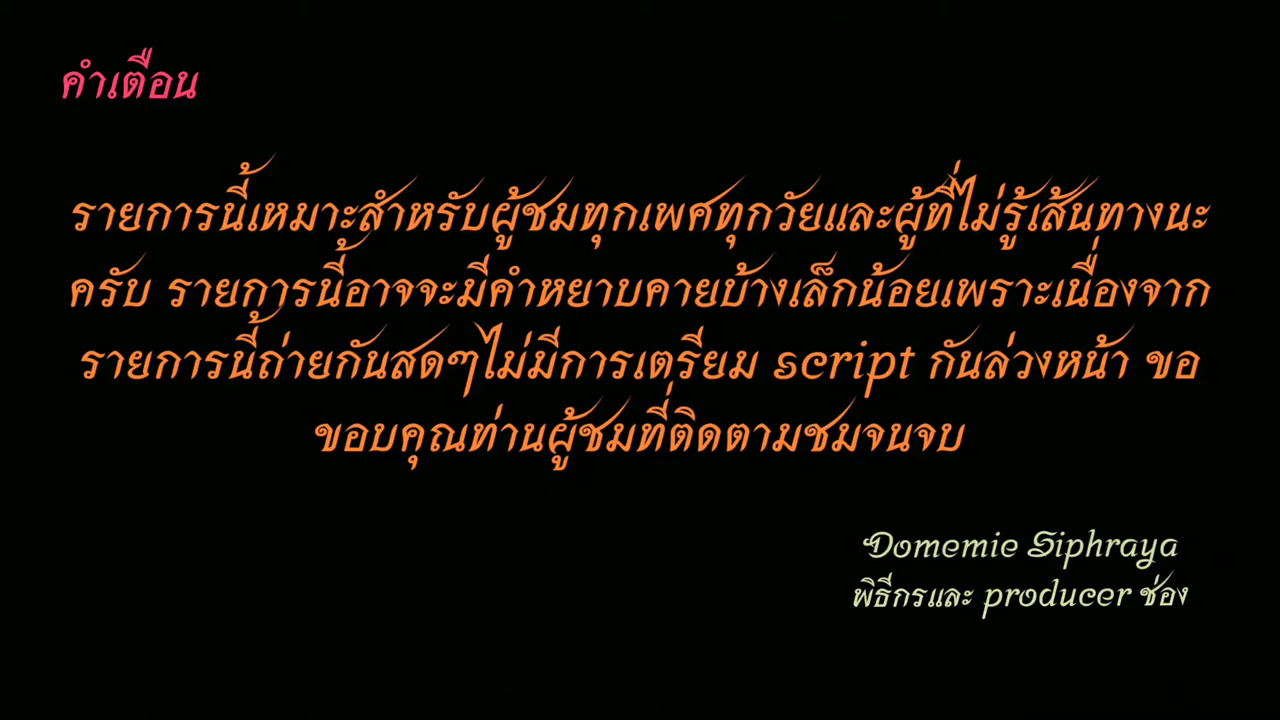 คำเตือน
รายการนี้เหมาะสำหรับผู้ชมทุกเพศทุกวัยและผู้ที่ไม่รู้เส้นทางนะ
ครับ รายการนี้อาจจะมีคำหยาบคายบ้างเล็กน้อยเพราะเนื่องจาก
รายการนี้ถ่ายกันสดๆไม่มีการเตรียม script กันล่วงหน้า ขอ
ขอบคุณท่านผู้ชมที่ติดตามชมจนจบ
Domemie Siphraya
พิธีกรและ producer ช่อง